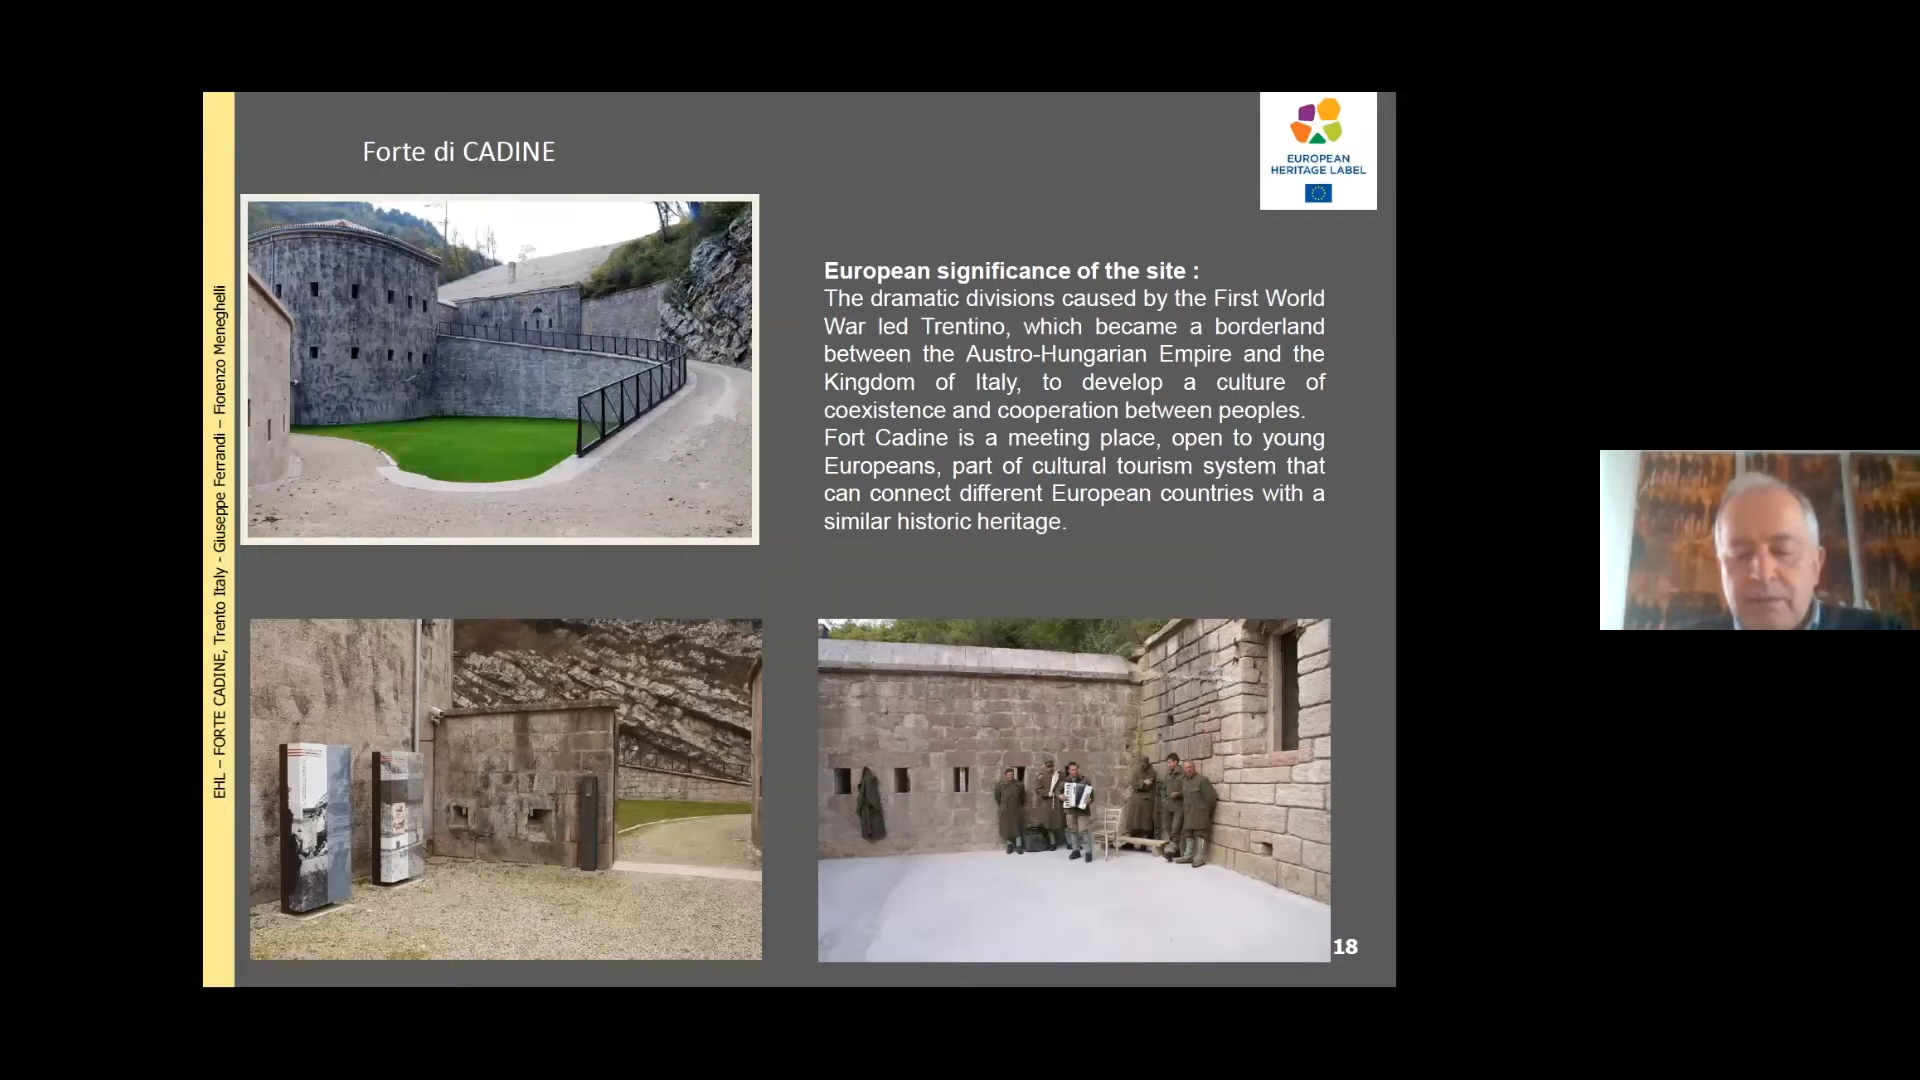 Forte di CADINE
EUROPEAN
HERITAGE LABEL
European significance of the site :
The dramatic divisions caused by the First World
War led Trentino, which became a borderland
between the Austro-Hungarian Empire and the
Kingdom of Italy, to develop a culture of
coexistence and cooperation between peoples.
Fort Cadine is a meeting place, open to young
Europeans, part of cultural tourism system that
can connect different European countries with a
similar historic heritage.
EHL – FORTE CADINE, Trento Italy - Giuseppe Ferrandi – Fiorenzo Meneghelli
18